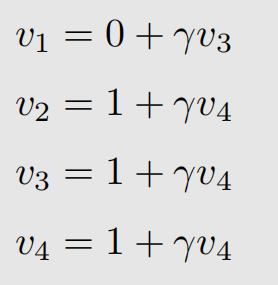 v₁ = 0 + γv₃
v₂ = 1 + γv₄
v₃ = 1 + γv₄
v₄ = 1 + γv₄